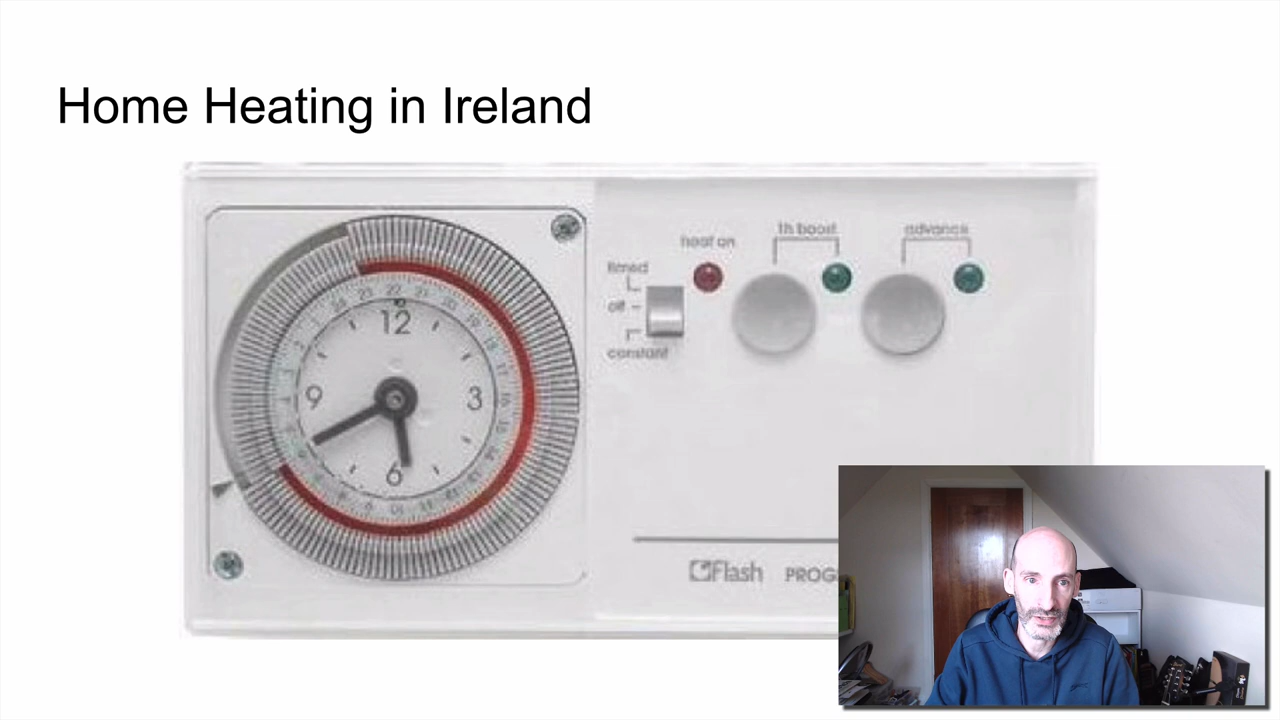 Home Heating in Ireland
heat on
1h boost
advance
timed
off
constant
12
9
3
6
Flash PROG